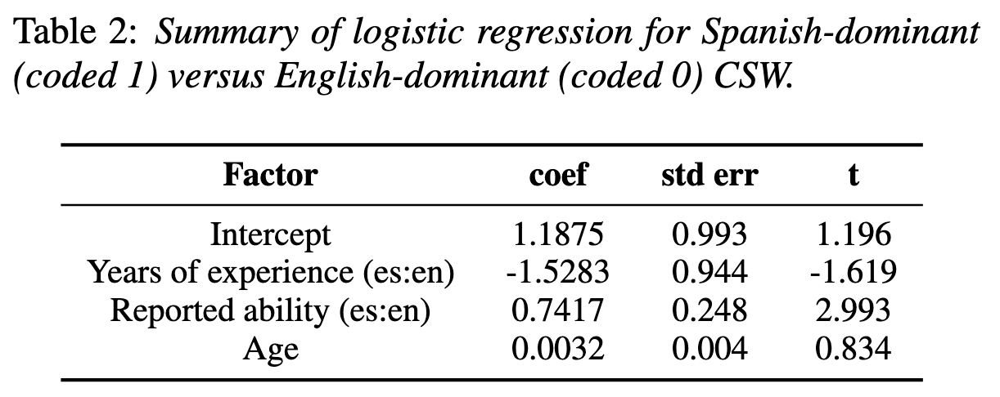 Table 2: Summary of logistic regression for Spanish-dominant
(coded 1) versus English-dominant (coded 0) CSW.
Factor coef std err t
Intercept 1.1875 0.993 1.196
Years of experience (es:en) -1.5283 0.944 -1.619
Reported ability (es:en) 0.7417 0.248 2.993
Age 0.0032 0.004 0.834